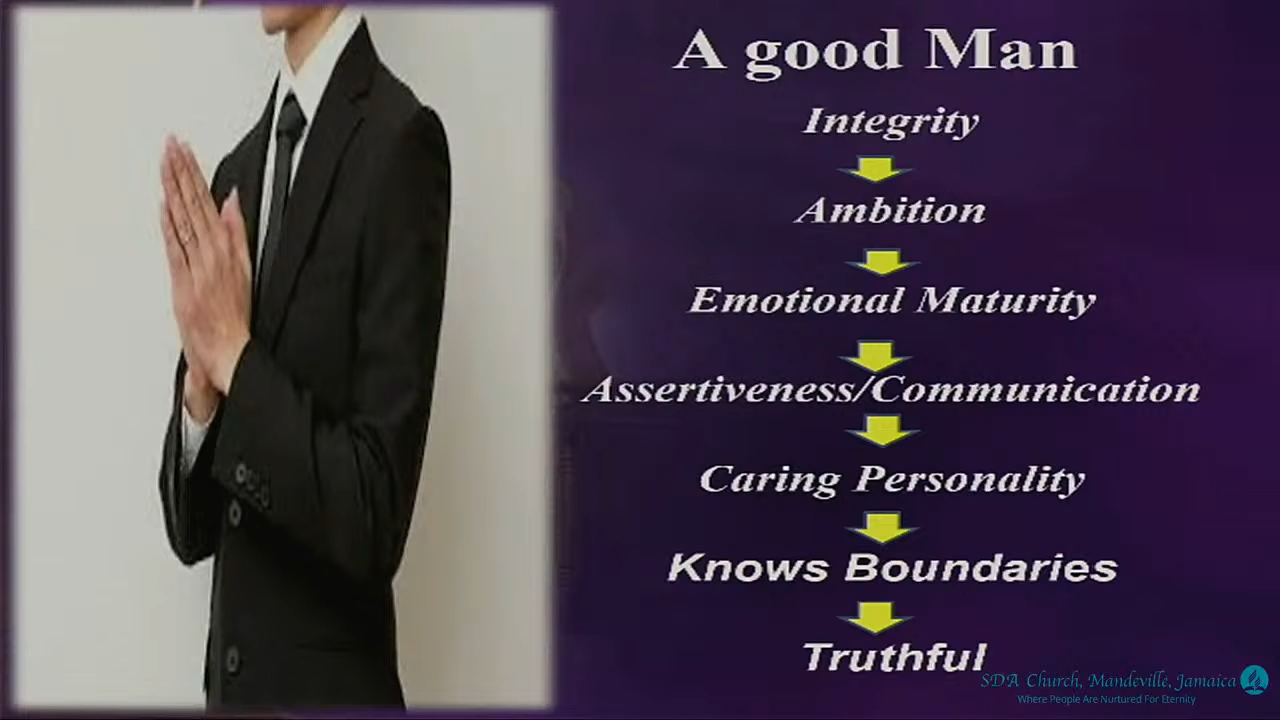 A good Man
Integrity
Ambition
Emotional Maturity
Assertiveness/Communication
Caring Personality
Knows Boundaries
Truthful
SDA Church, Mandeville, Jamaica
Where People Are Nurtured For Eternity